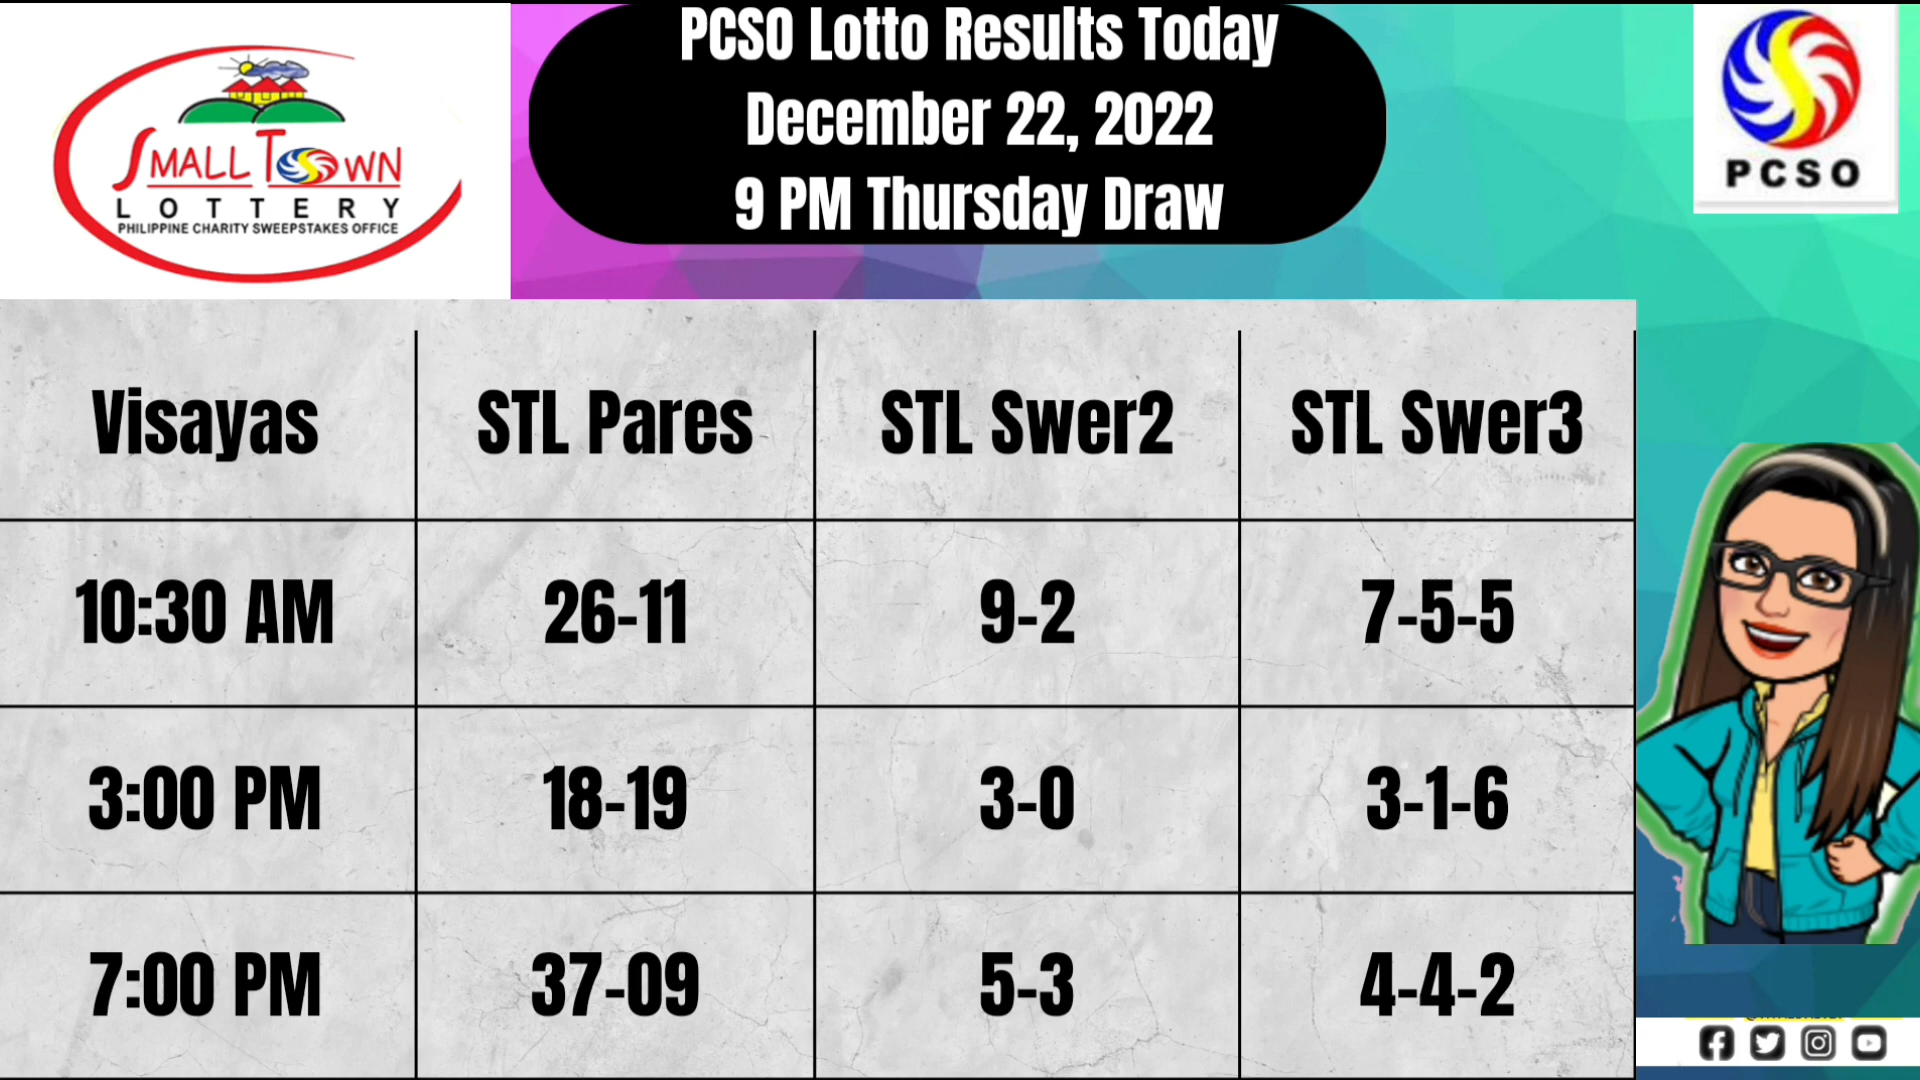 SMALL TOWN
LOTTERY
PHILIPPINE CHARITY SWEEPSTAKES OFFICE
PCSO Lotto Results Today
December 22, 2022
9 PM Thursday Draw
PCSO
Visayas STL Pares STL Swer2 STL Swer3
10:30 AM 26-11 9-2 7-5-5
3:00 PM 18-19 3-0 3-1-6
7:00 PM 37-09 5-3 4-4-2